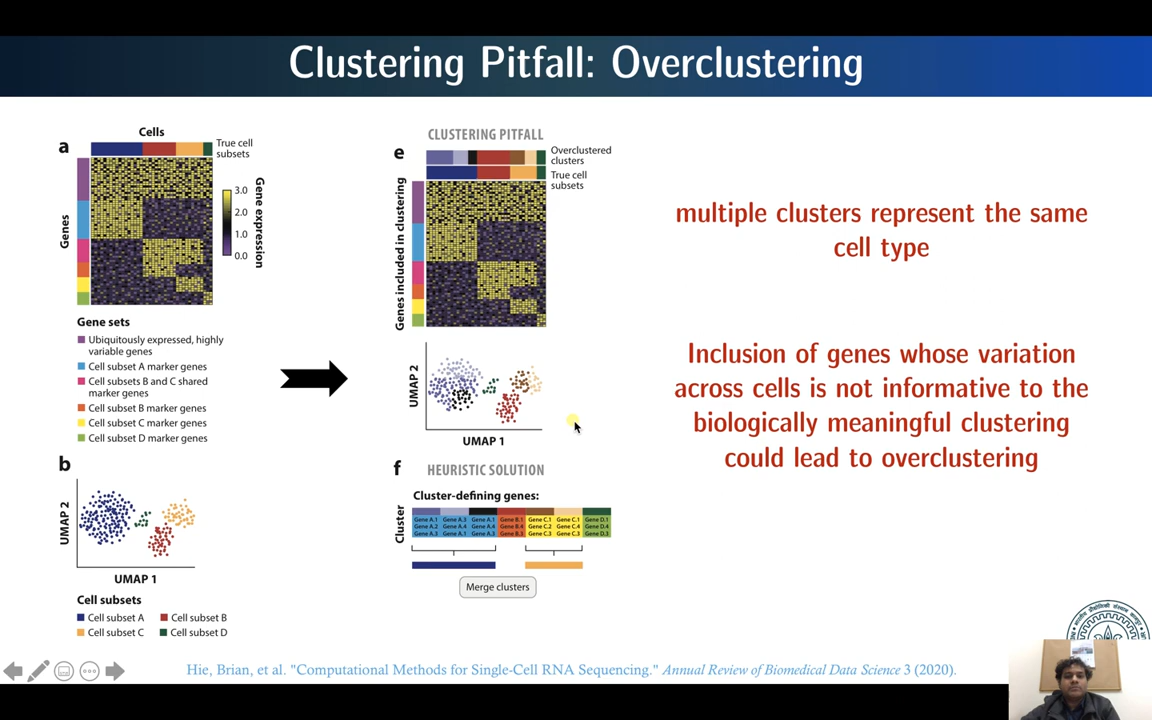 Clustering Pitfall: Overclustering
a
Cells
True cell
subsets
Genes
3.0
2.0
1.0
0.0
Gene expression
Gene sets
Ubiquitously expressed, highly
variable genes
Cell subset A marker genes
Cell subsets B and C shared
marker genes
Cell subset B marker genes
Cell subset C marker genes
Cell subset D marker genes
b
UMAP 2
UMAP 1
Cell subsets
Cell subset A
Cell subset B
Cell subset C
Cell subset D
CLUSTERING PITFALL
e
Overclustered
clusters
True cell
subsets
Genes included in clustering
UMAP 2
UMAP 1
f
HEURISTIC SOLUTION
Cluster-defining genes:
Cluster
Gene A.1 Gene A.3 Gene A.1 Gene B.1 Gene C.1 Gene C.1 Gene D.1
Gene A.2 Gene A.4 Gene A.4 Gene B.4 Gene C.2 Gene C.4 Gene D.4
Gene A.3 Gene A.1 Gene A.3 Gene B.3 Gene C.3 Gene C.3 Gene D.3
Merge clusters
multiple clusters represent the same
cell type
Inclusion of genes whose variation
across cells is not informative to the
biologically meaningful clustering
could lead to overclustering
Hie, Brian, et al. "Computational Methods for Single-Cell RNA Sequencing." Annual Review of Biomedical Data Science 3 (2020).